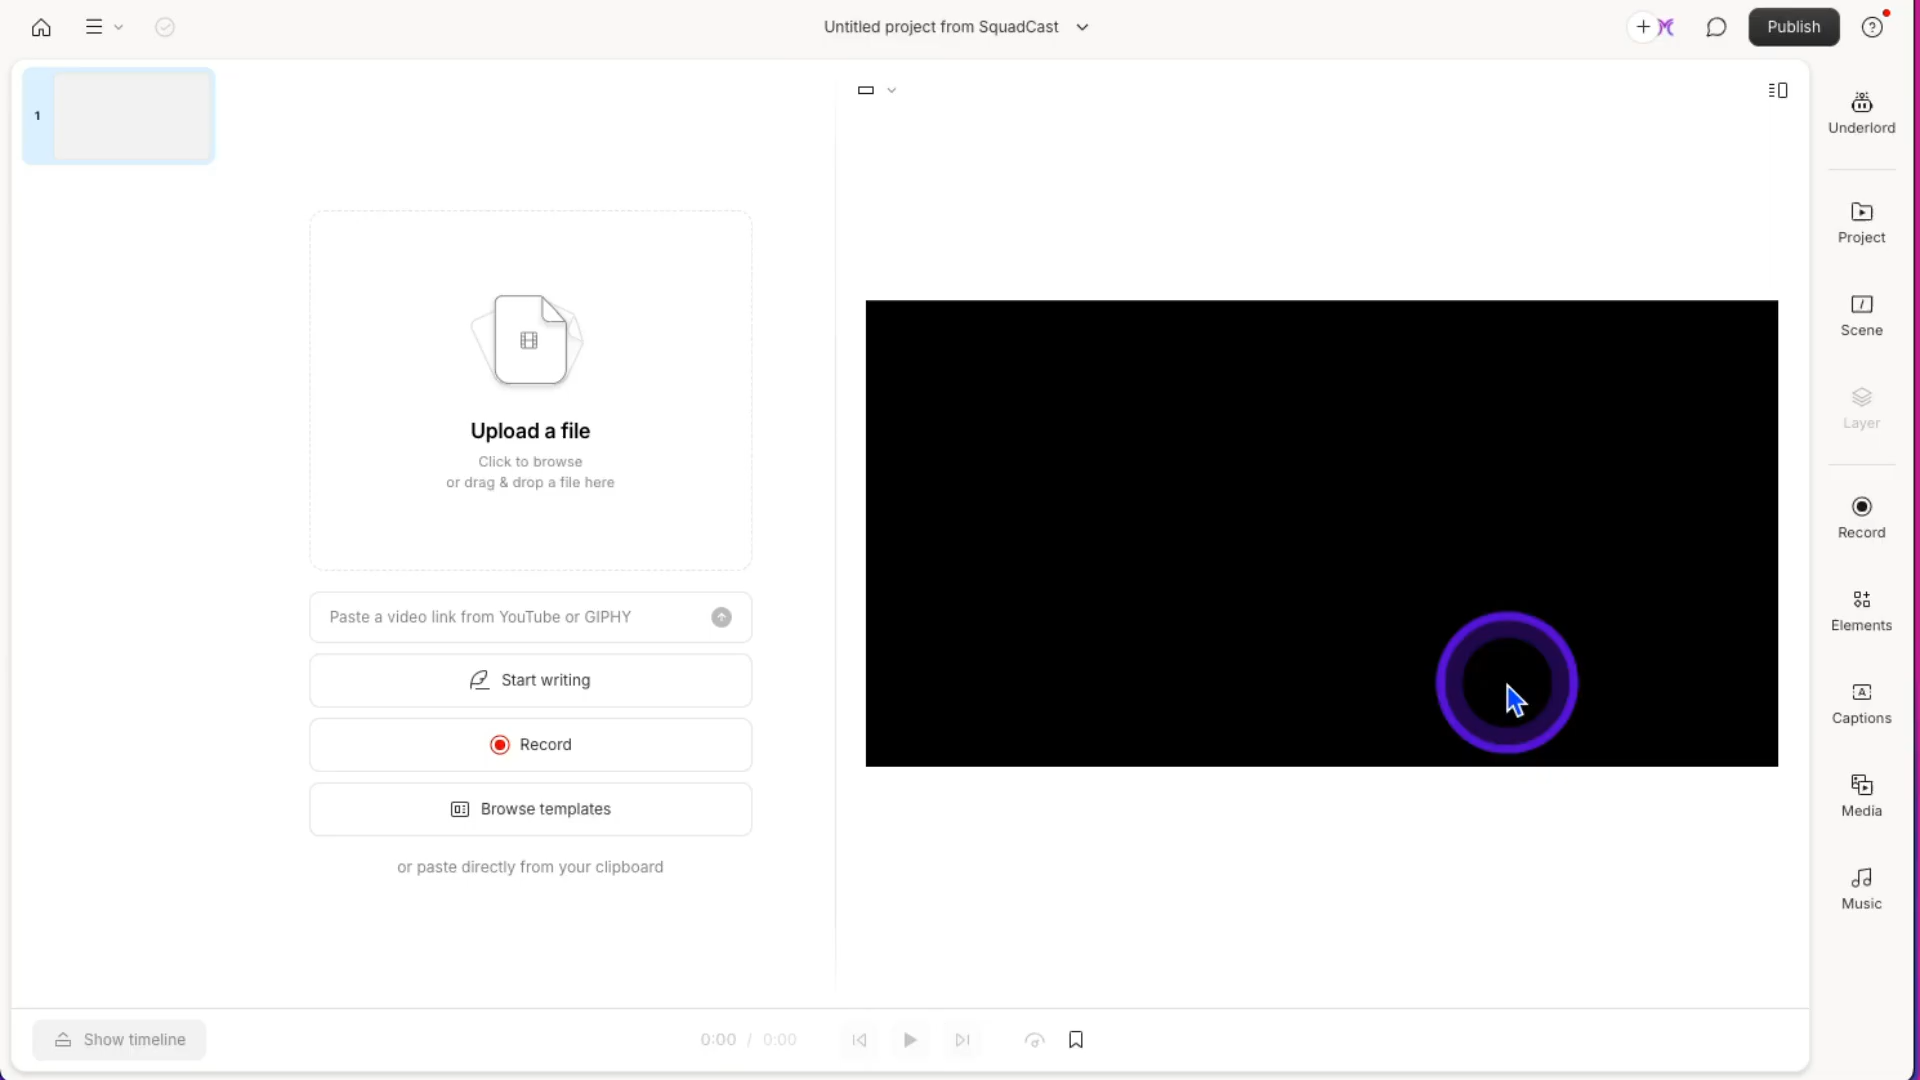 Untitled project from SquadCast
Publish
1
Upload a file
Click to browse
or drag & drop a file here
Paste a video link from YouTube or GIPHY
Start writing
Record
Browse templates
or paste directly from your clipboard
Underlord
Project
Scene
Layer
Record
Elements
Captions
Media
Music
Show timeline
0:00 / 0:00